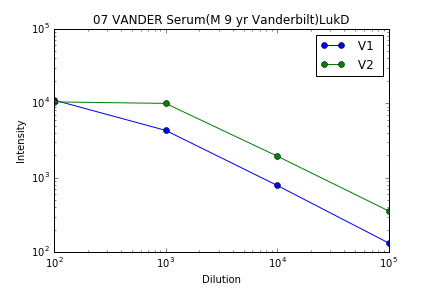 07 VANDER Serum(M 9 yr Vanderbilt)LukD
V1
V2
Intensity
10^5
10^4
10^3
10^2
10^2 10^3 10^4 10^5
Dilution